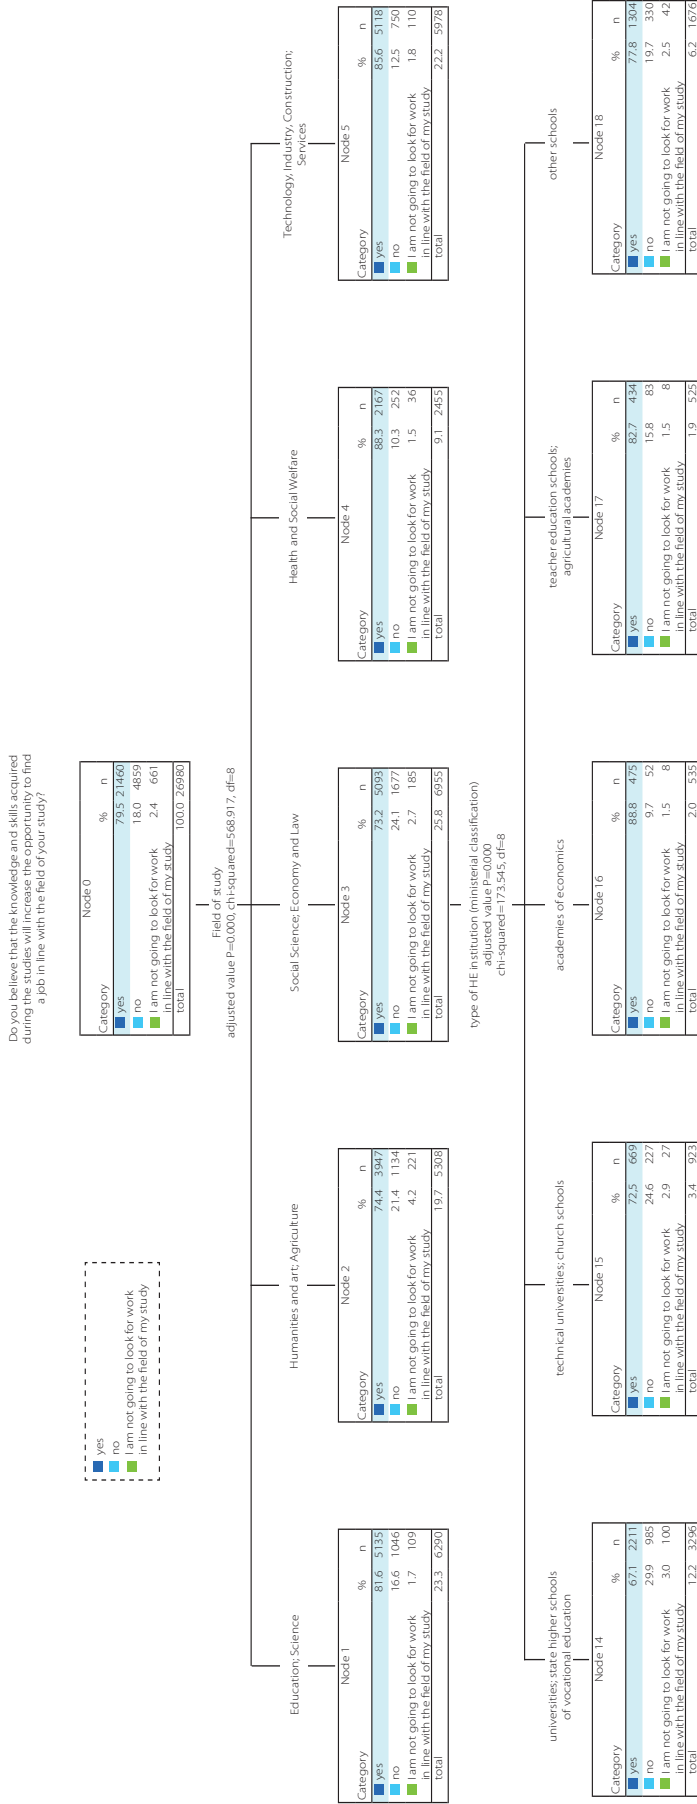 Do you believe that the knowledge and skills acquired
during the studies will increase the opportunity to find
a job in line with the field of your study?
yes
no
I am not going to look for work
in line with the field of my study
Node 0
Category % n
yes 79.5 21460
no 18.0 4859
I am not going to look for work 2.4 661
in line with the field of my study
total 100.0 26980
Field of study
adjusted value P=0.000, chi-squared=568.917, df=8
Education; Science
Node 1
Category % n
yes 81.6 5135
no 16.6 1046
I am not going to look for work 1.7 109
in line with the field of my study
total 23.3 6290
Humanities and art; Agriculture
Node 2
Category % n
yes 74.4 3947
no 21.4 1134
I am not going to look for work 4.2 221
in line with the field of my study
total 19.7 5308
Social Science; Economy and Law
Node 3
Category % n
yes 73.2 5093
no 24.1 1677
I am not going to look for work 2.7 185
in line with the field of my study
total 25.8 6955
Health and Social Welfare
Node 4
Category % n
yes 88.3 2167
no 10.3 252
I am not going to look for work 1.5 36
in line with the field of my study
total 9.1 2455
Technology, Industry, Construction;
Services
Node 5
Category % n
yes 85.6 5118
no 12.5 750
I am not going to look for work 1.8 110
in line with the field of my study
total 22.2 5978
type of HE institution (ministerial classification)
adjusted value P=0.000
chi-squared=173.545, df=8
universities; state higher schools
of vocational education
Node 14
Category % n
yes 67.1 2211
no 29.9 985
I am not going to look for work 3.0 100
in line with the field of my study
total 12.2 3296
technical universities; church schools
Node 15
Category % n
yes 72,5 669
no 24.6 227
I am not going to look for work 2.9 27
in line with the field of my study
total 3.4 923
academies of economics
Node 16
Category % n
yes 88.8 475
no 9.7 52
I am not going to look for work 1.5 8
in line with the field of my study
total 2.0 535
teacher education schools;
agricultural academies
Node 17
Category % n
yes 82.7 434
no 15.8 83
I am not going to look for work 1.5 8
in line with the field of my study
total 1.9 525
other schools
Node 18
Category % n
yes 77.8 1304
no 19.7 330
I am not going to look for work 2.5 42
in line with the field of my study
total 6.2 1676